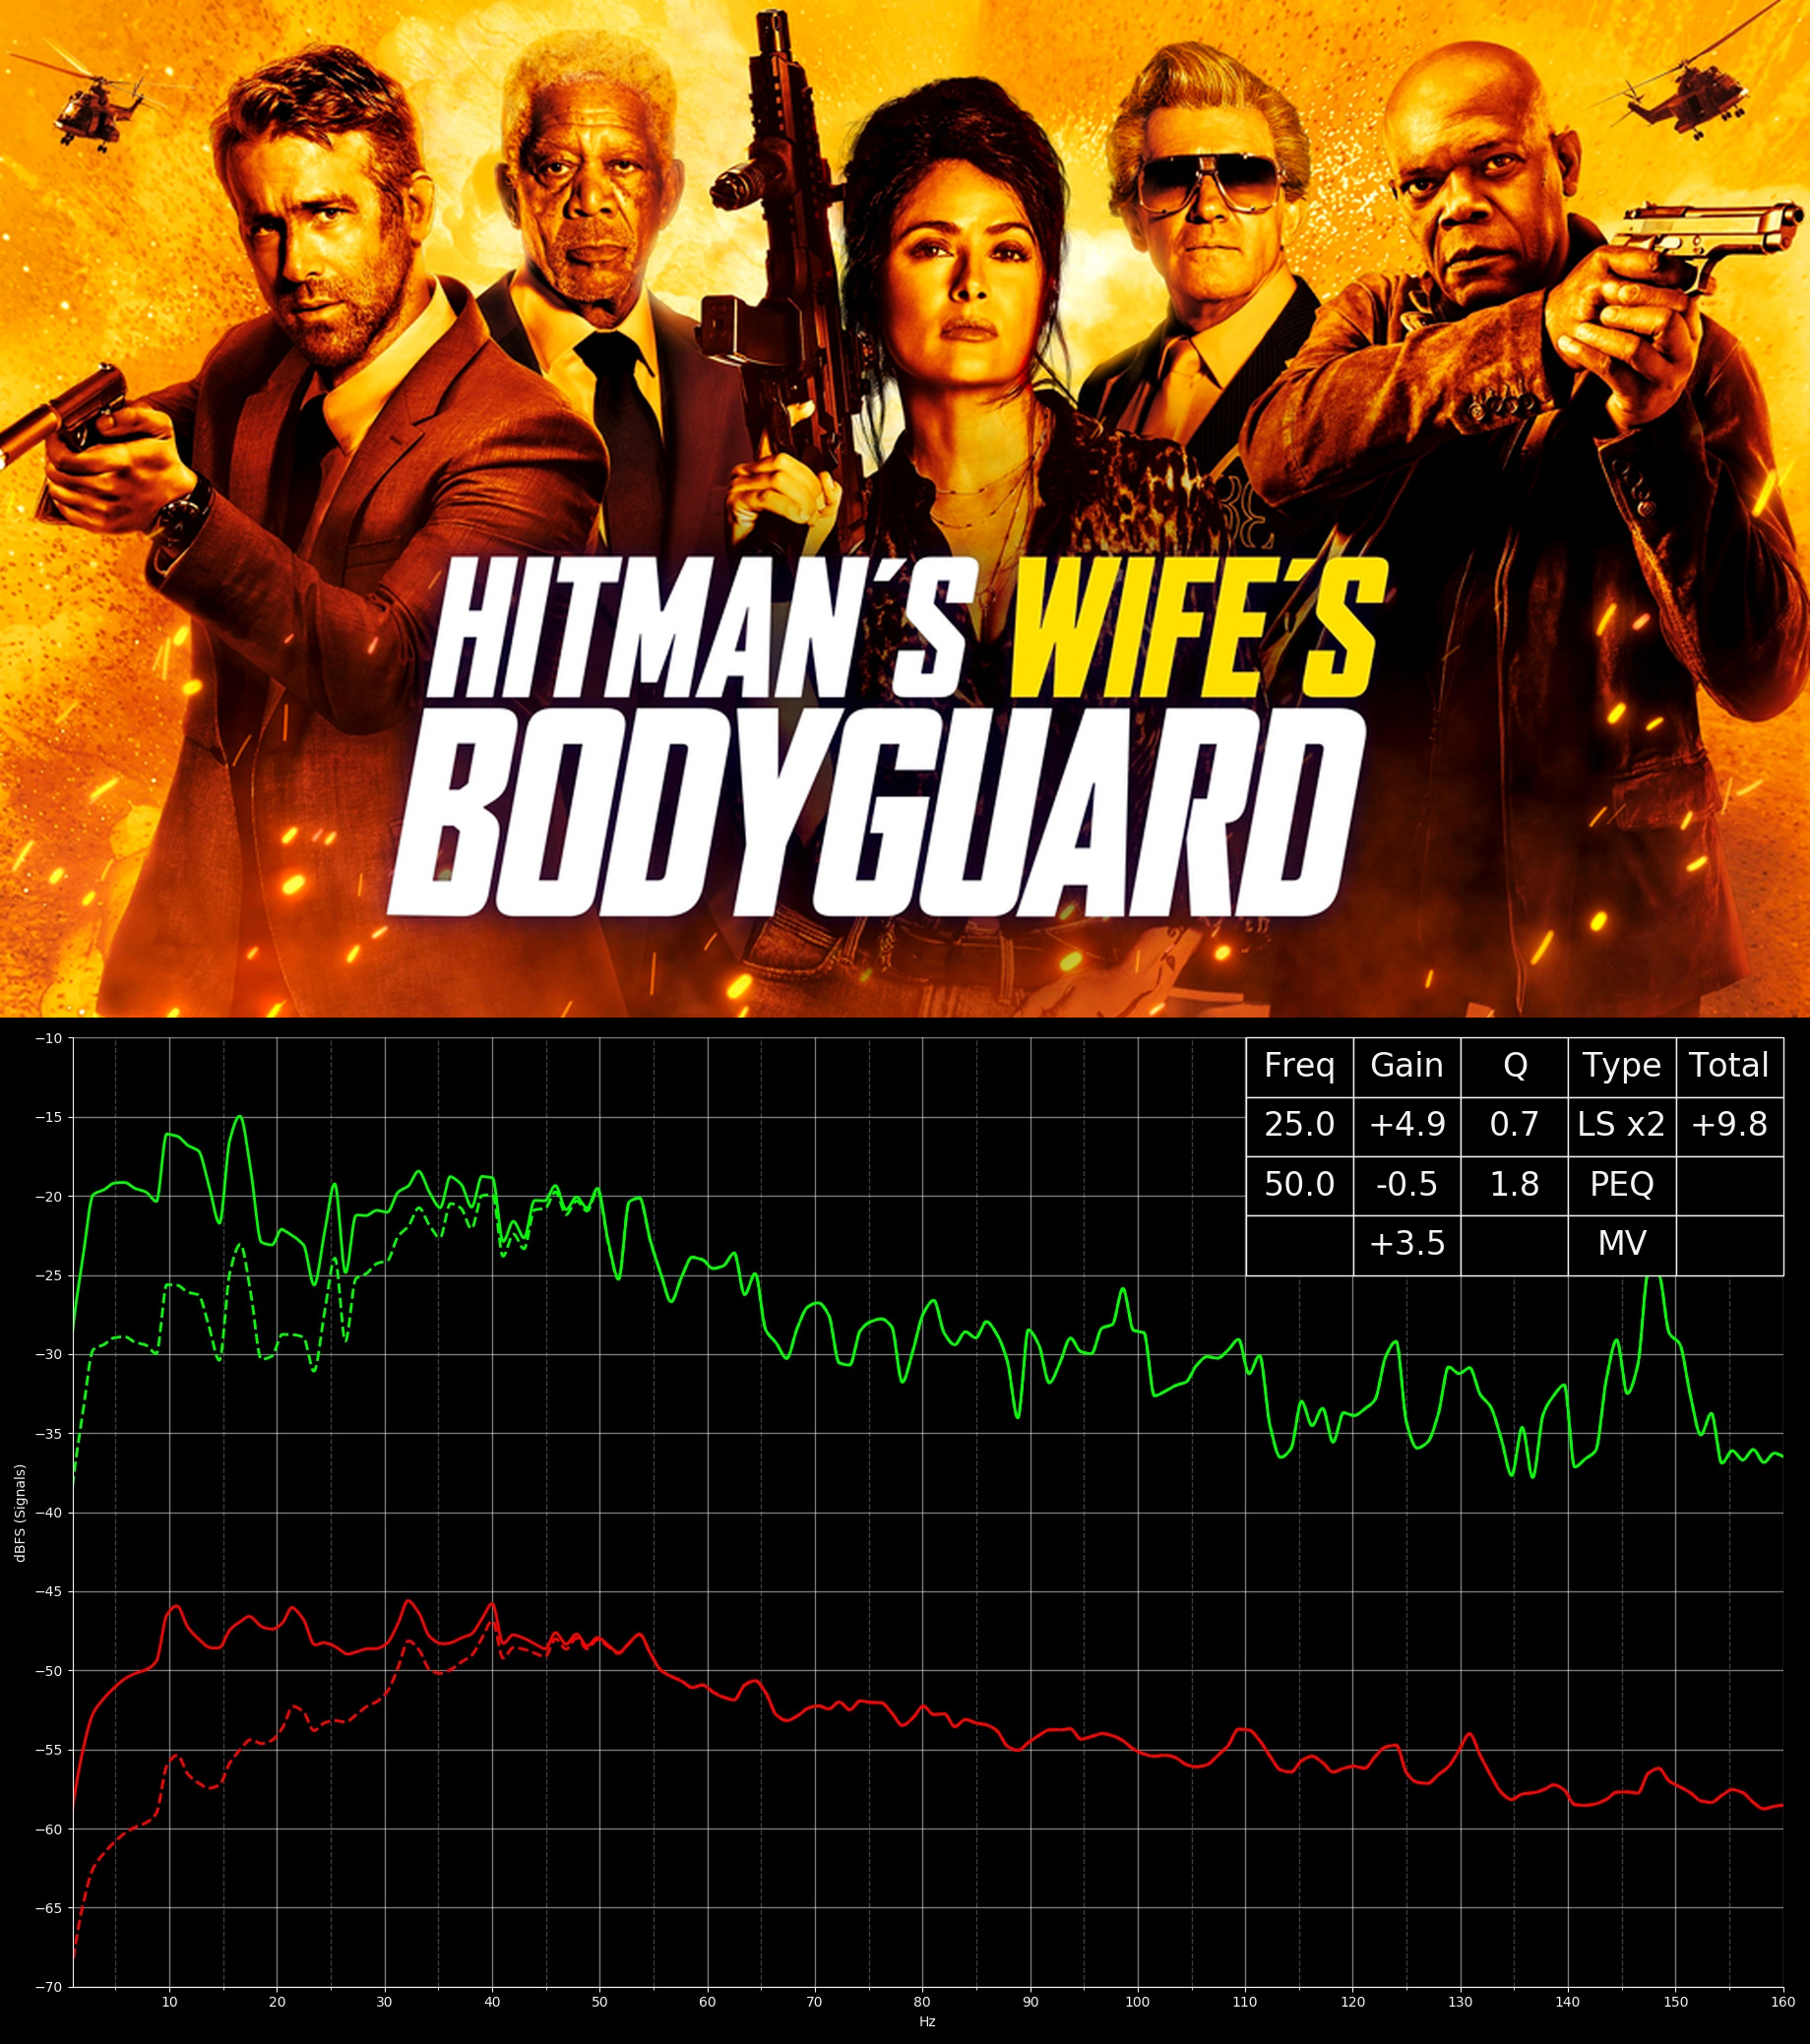 HITMAN´S WIFE´S
BODYGUARD
Freq Gain Q Type Total
25.0 +4.9 0.7 LS x2 +9.8
50.0 -0.5 1.8 PEQ
+3.5 MV
−10
−15
−20
−25
−30
−35
−40
−45
−50
−55
−60
−65
−70
dBFS (Signals)
10 20 30 40 50 60 70 80 90 100 110 120 130 140 150 160
Hz